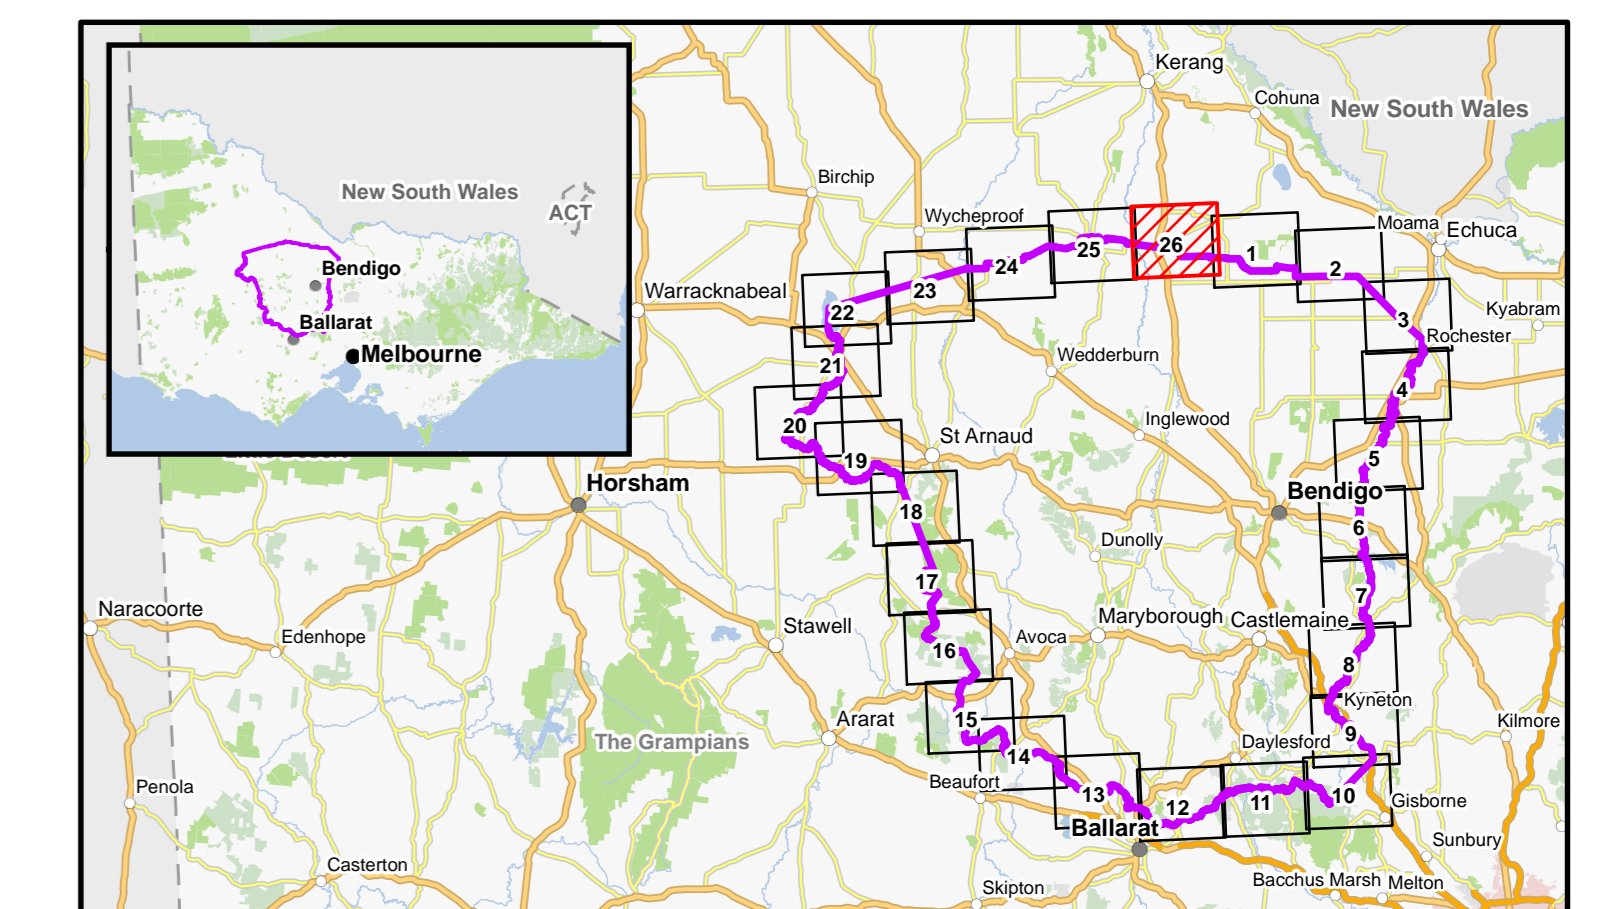 Kerang
Cohuna
New South Wales
New South Wales
ACT
Birchip
Wycheproof
Moama
Echuca
26
25
1
24
2
Bendigo
Warracknabeal
23
22
Kyabram
Ballarat
3
Rochester
Melbourne
Wedderburn
21
4
Inglewood
20
St Arnaud
19
5
Horsham
Bendigo
18
6
Dunolly
17
7
Naracoorte
Maryborough
Castlemaine
Stawell
Edenhope
Avoca
16
8
Kyneton
Ararat
15
Kilmore
9
The Grampians
Daylesford
14
Beaufort
Penola
13
10
11
12
Gisborne
Ballarat
Sunbury
Casterton
Bacchus Marsh
Melton
Skipton